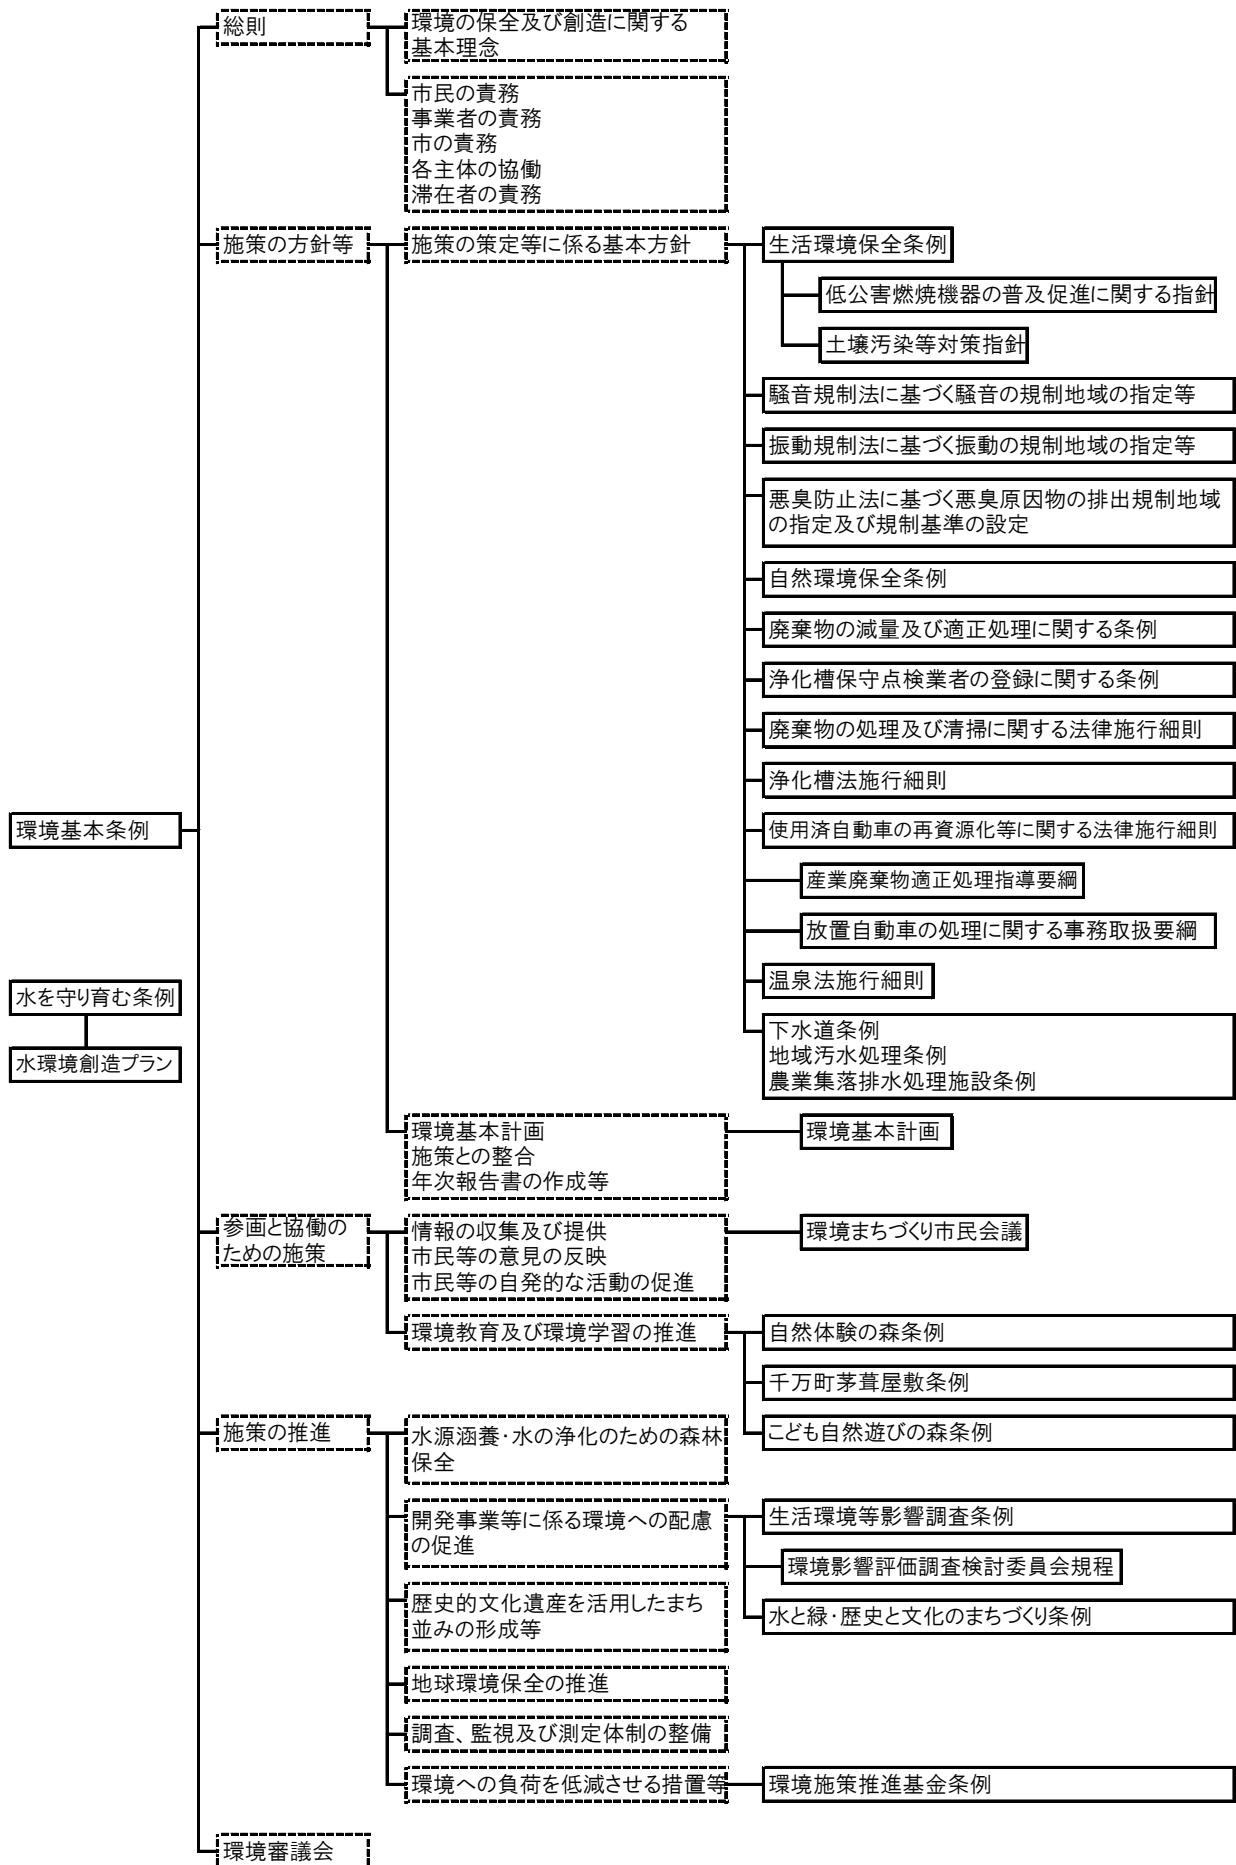 総則
環境の保全及び創造に関する
基本理念
市民の責務
事業者の責務
市の責務
各主体の協働
滞在者の責務
施策の方針等
施策の策定等に係る基本方針
生活環境保全条例
低公害燃焼機器の普及促進に関する指針
土壌汚染等対策指針
騒音規制法に基づく騒音の規制地域の指定等
振動規制法に基づく振動の規制地域の指定等
悪臭防止法に基づく悪臭原因物の排出規制地域
の指定及び規制基準の設定
自然環境保全条例
廃棄物の減量及び適正処理に関する条例
浄化槽保守点検業者の登録に関する条例
廃棄物の処理及び清掃に関する法律施行細則
浄化槽法施行細則
環境基本条例
使用済自動車の再資源化等に関する法律施行細則
産業廃棄物適正処理指導要綱
放置自動車の処理に関する事務取扱要綱
温泉法施行細則
水を守り育む条例
水環境創造プラン
下水道条例
地域汚水処理条例
農業集落排水処理施設条例
環境基本計画
施策との整合
年次報告書の作成等
環境基本計画
参画と協働の
ための施策
情報の収集及び提供
市民等の意見の反映
市民等の自発的な活動の促進
環境まちづくり市民会議
環境教育及び環境学習の推進
自然体験の森条例
千万町茅葺屋敷条例
こども自然遊びの森条例
施策の推進
水源涵養・水の浄化のための森林
保全
開発事業等に係る環境への配慮
の促進
生活環境等影響調査条例
環境影響評価調査検討委員会規程
水と緑・歴史と文化のまちづくり条例
歴史的文化遺産を活用したまち
並みの形成等
地球環境保全の推進
調査、監視及び測定体制の整備
環境への負荷を低減させる措置等
環境施策推進基金条例
環境審議会